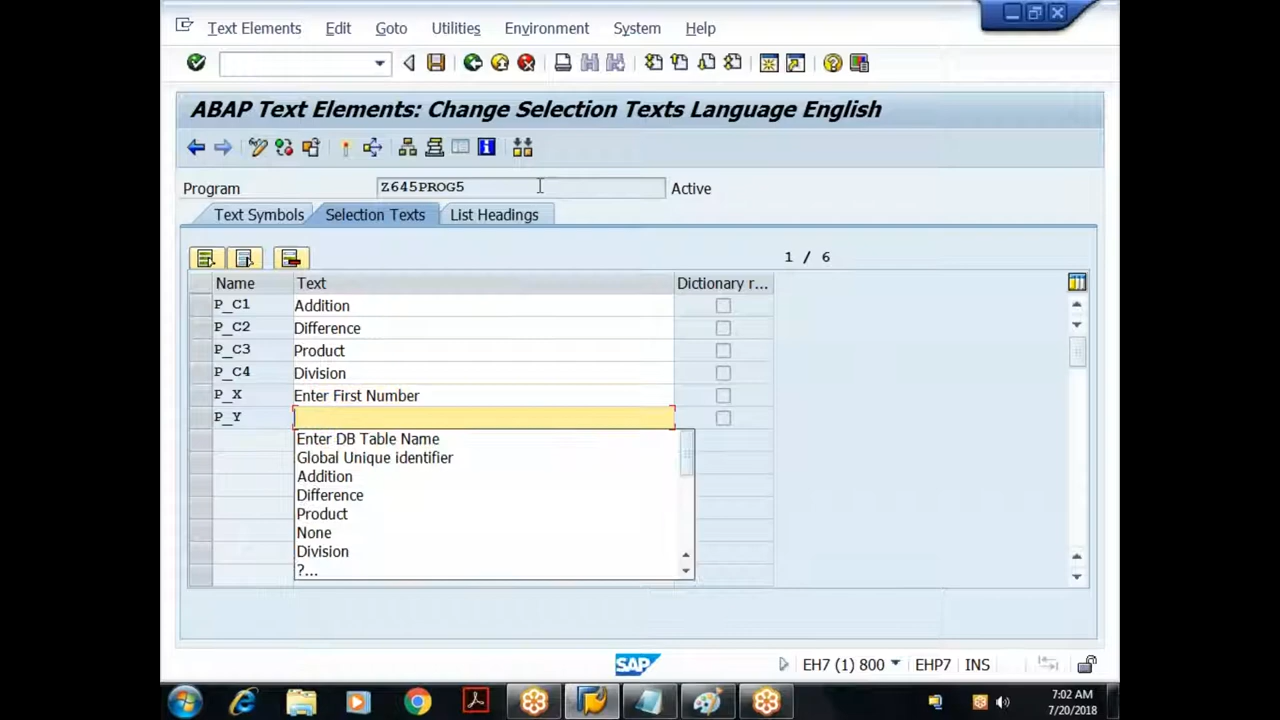 Text Elements Edit Goto Utilities Environment System Help
ABAP Text Elements: Change Selection Texts Language English
Program Z645PROG5 Active
Text Symbols Selection Texts List Headings
1 / 6
Name Text Dictionary r...
P_C1 Addition
P_C2 Difference
P_C3 Product
P_C4 Division
P_X Enter First Number
P_Y
Enter DB Table Name
Global Unique identifier
Addition
Difference
Product
None
Division
?...
SAP EH7 (1) 800 EHP7 INS
7:02 AM
7/20/2018